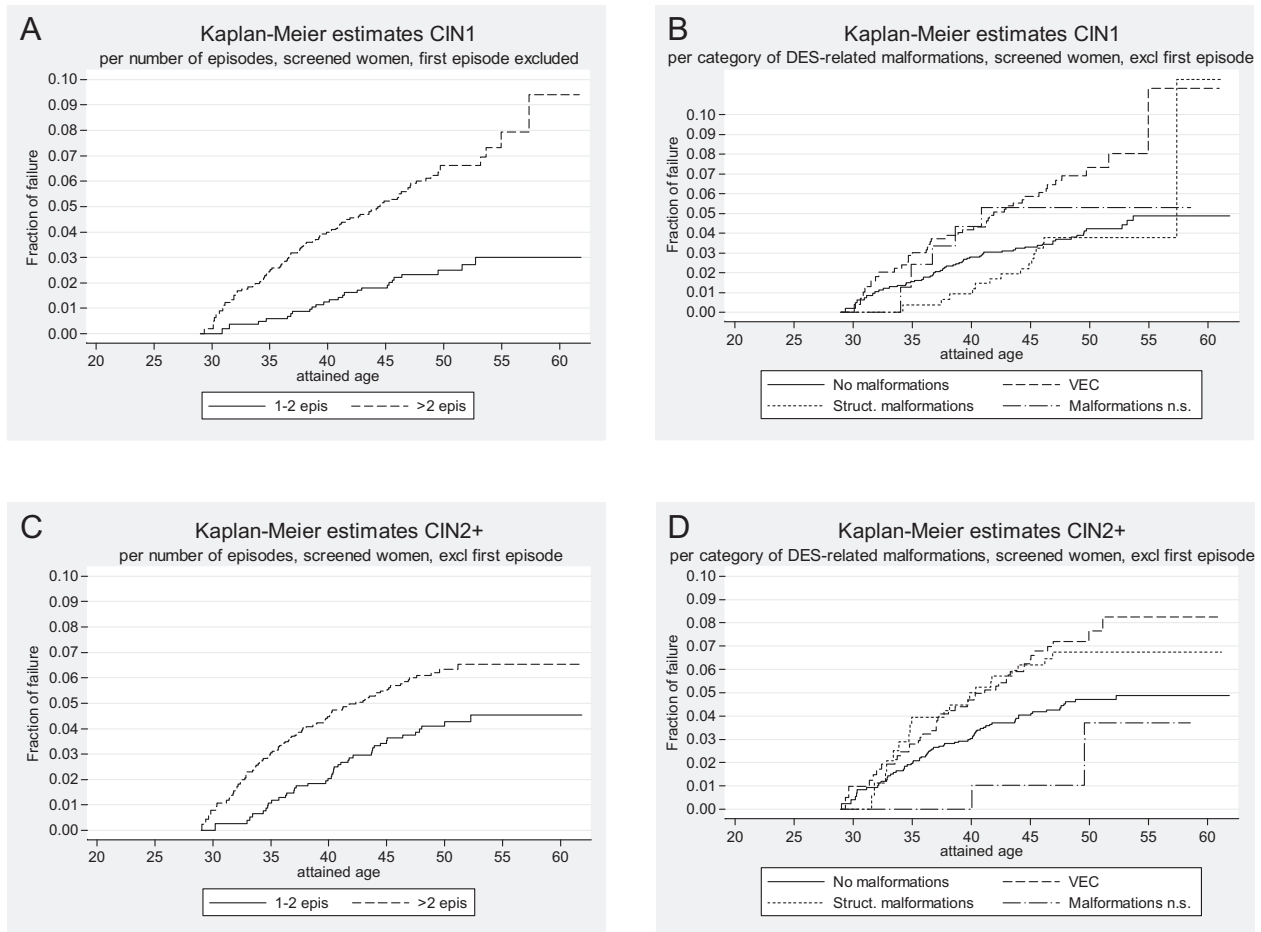 A
Kaplan-Meier estimates CIN1
per number of episodes, screened women, first episode excluded
Fraction of failure
0.10
0.09
0.08
0.07
0.06
0.05
0.04
0.03
0.02
0.01
0.00
20 25 30 35 40 45 50 55 60
attained age
1-2 epis >2 epis
B
Kaplan-Meier estimates CIN1
per category of DES-related malformations, screened women, excl first episode
Fraction of failure
0.10
0.09
0.08
0.07
0.06
0.05
0.04
0.03
0.02
0.01
0.00
20 25 30 35 40 45 50 55 60
attained age
No malformations VEC
Struct. malformations Malformations n.s.
C
Kaplan-Meier estimates CIN2+
per number of episodes, screened women, excl first episode
Fraction of failure
0.10
0.09
0.08
0.07
0.06
0.05
0.04
0.03
0.02
0.01
0.00
20 25 30 35 40 45 50 55 60
attained age
1-2 epis >2 epis
D
Kaplan-Meier estimates CIN2+
per category of DES-related malformations, screened women, excl first episode
Fraction of failure
0.10
0.09
0.08
0.07
0.06
0.05
0.04
0.03
0.02
0.01
0.00
20 25 30 35 40 45 50 55 60
attained age
No malformations VEC
Struct. malformations Malformations n.s.